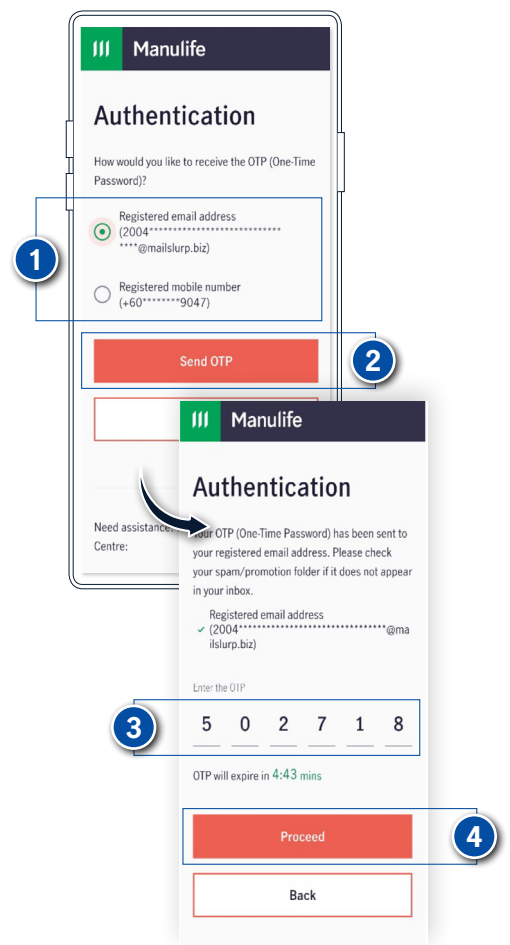 Manulife
Authentication
How would you like to receive the OTP (One-Time
Password)?
1
Registered email address
(2004****************************
****@mailslurp.biz)
Registered mobile number
(+60********9047)
2
Send OTP
Need assistance
Centre:
Manulife
Authentication
Your OTP (One-Time Password) has been sent to
your registered email address. Please check
your spam/promotion folder if it does not appear
in your inbox.
Registered email address
(2004********************************@ma
ilslurp.biz)
Enter the OTP
3
5 0 2 7 1 8
OTP will expire in 4:43 mins
4
Proceed
Back